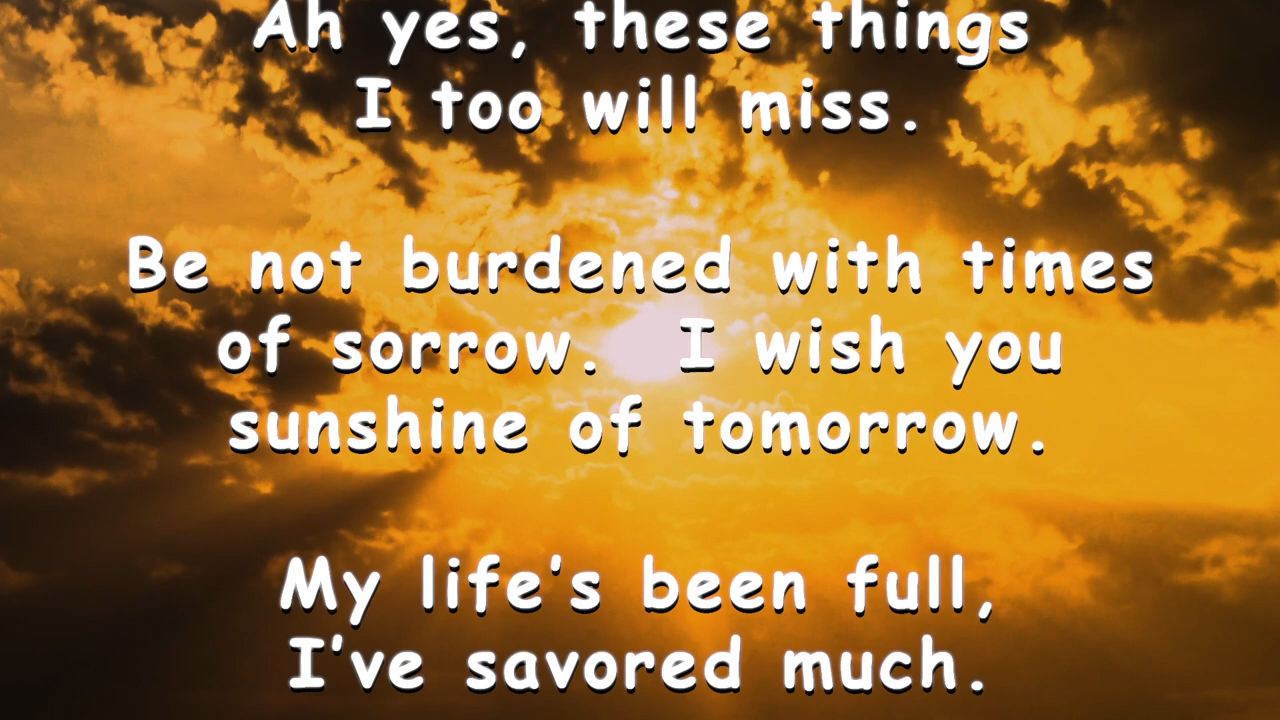 Ah yes, these things
I too will miss.
Be not burdened with times
of sorrow. I wish you
sunshine of tomorrow.
My life's been full,
I've savored much.